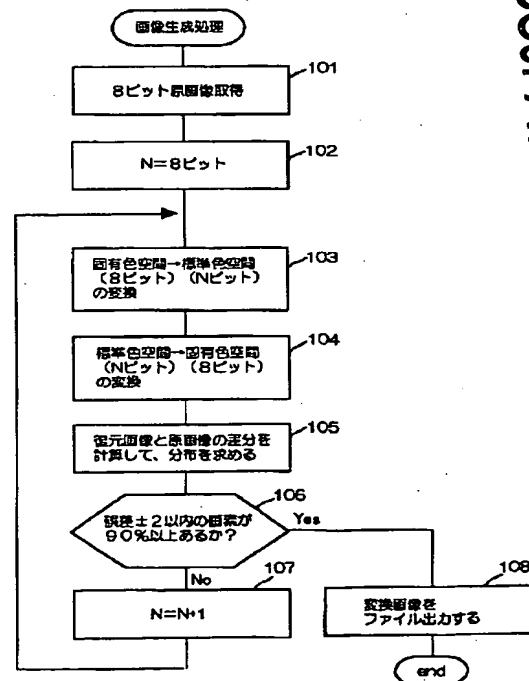 画像生成処理
101
8ビット原画像取得
102
N=8ビット
103
固有色空間→標準色空間
(8ビット) (Nビット)
の変換
104
標準色空間→固有色空間
(Nビット) (8ビット)
の変換
105
復元画像と原画像の差分を
計算して、分布を求める
106
誤差±2以内の画素が
90%以上あるか?
Yes
No
107
N=N+1
108
変換画像を
ファイル出力する
end